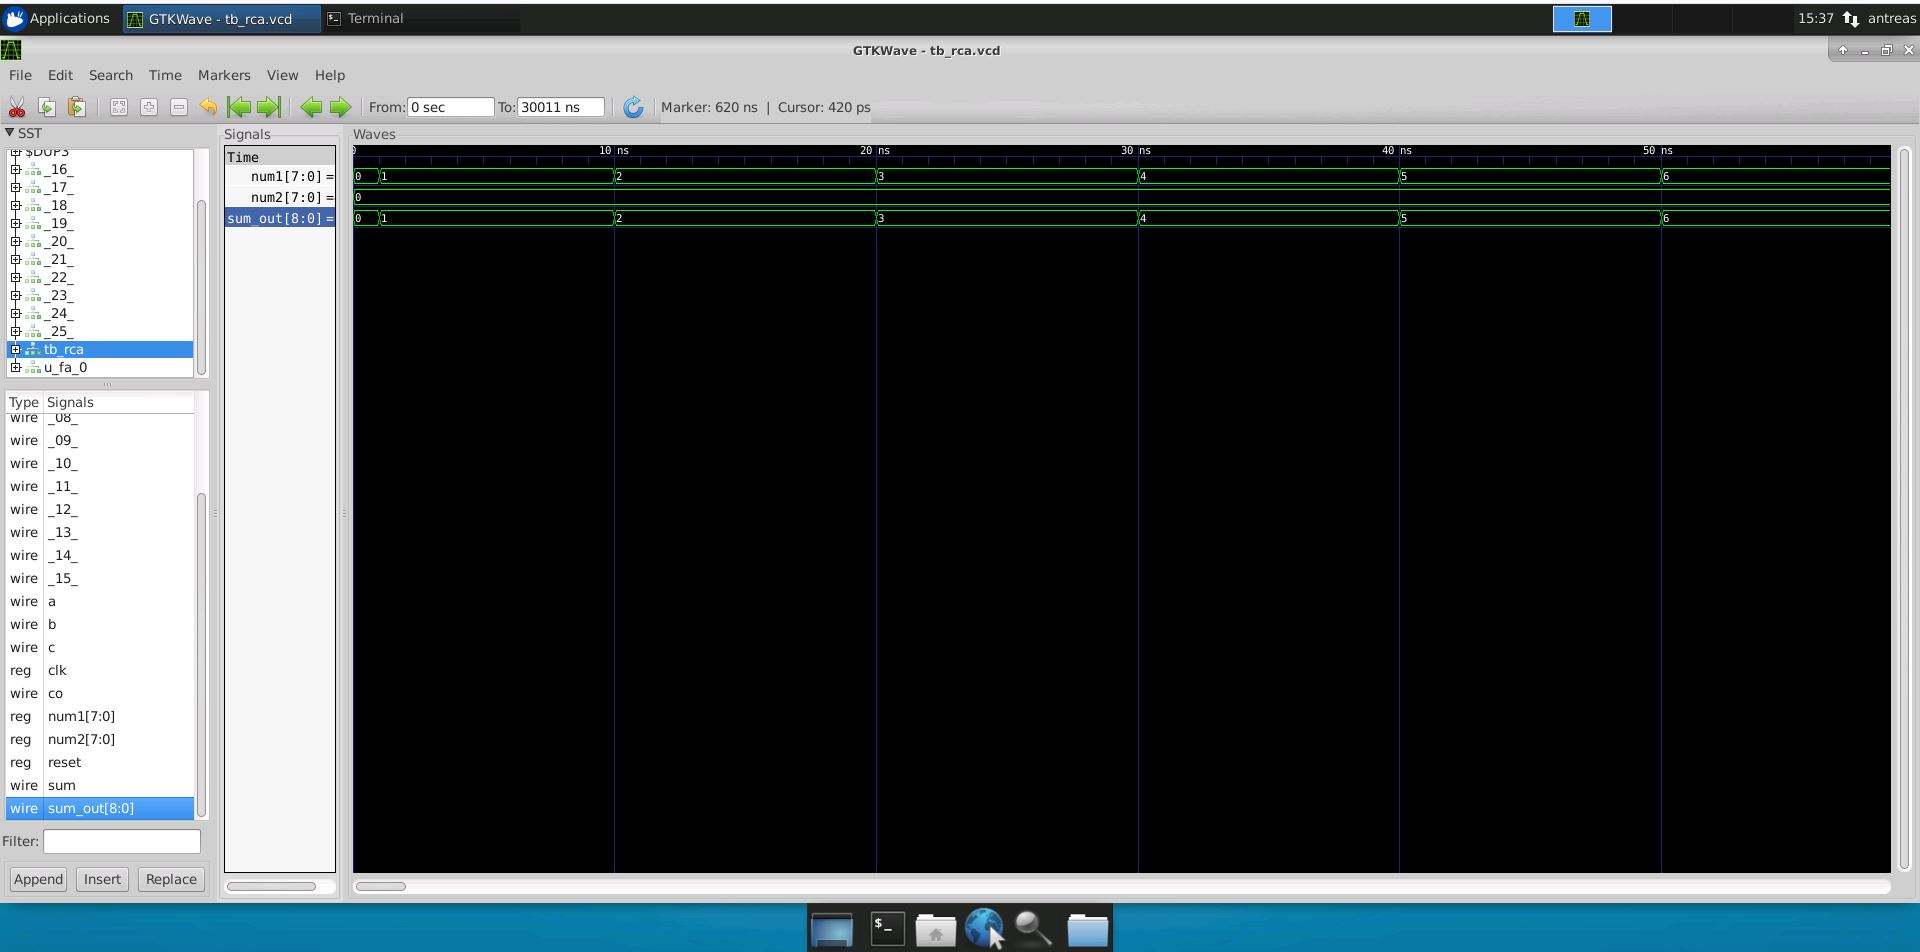 Applications GTKWave - tb_rca.vcd Terminal 15:37 antreas
GTKWave - tb_rca.vcd
File Edit Search Time Markers View Help
From: 0 sec To: 30011 ns Marker: 620 ns | Cursor: 420 ps
SST
$DUP3
_16_
_17_
_18_
_19_
_20_
_21_
_22_
_23_
_24_
_25_
tb_rca
u_fa_0
Type Signals
wire _08_
wire _09_
wire _10_
wire _11_
wire _12_
wire _13_
wire _14_
wire _15_
wire a
wire b
wire c
reg clk
wire co
reg num1[7:0]
reg num2[7:0]
reg reset
wire sum
wire sum_out[8:0]
Filter:
Append Insert Replace
Signals
Time
num1[7:0] =
num2[7:0] =
sum_out[8:0] =
Waves
0 10 ns 20 ns 30 ns 40 ns 50 ns
0 1 2 3 4 5 6
0
0 1 2 3 4 5 6
$_